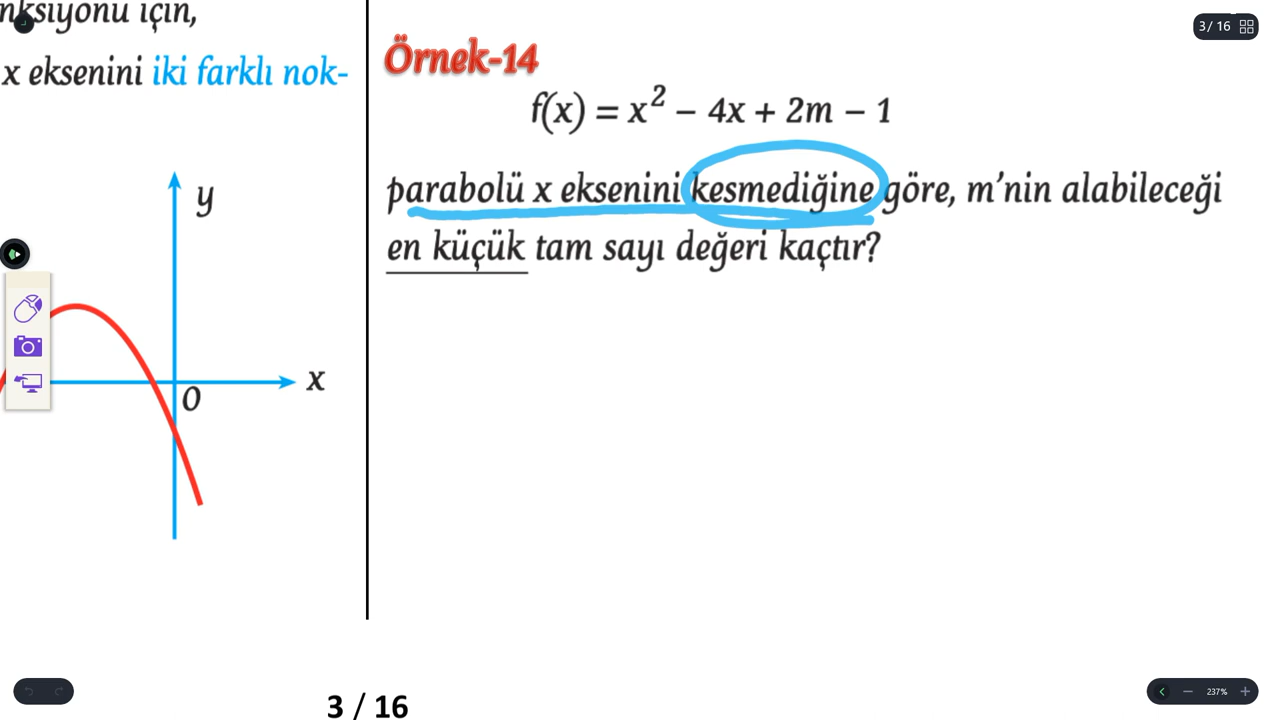 nksiyonu için,
x eksenini iki farklı nok-
y
x
0
3 / 16
Örnek-14
f(x) = x² − 4x + 2m − 1
parabolü x eksenini kesmediğine göre, m'nin alabileceği
en küçük tam sayı değeri kaçtır?
3 / 16
237%